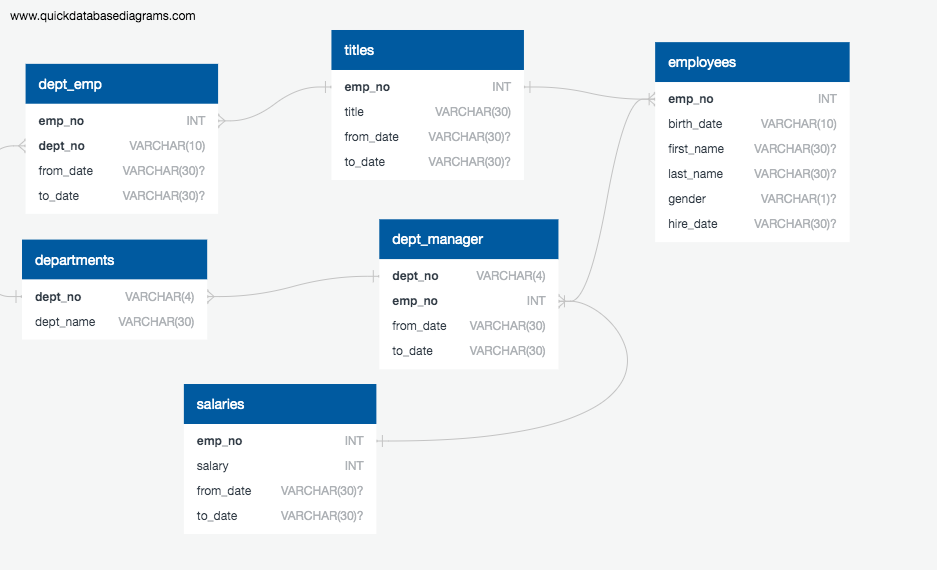 www.quickdatabasediagrams.com
dept_emp
emp_no INT
dept_no VARCHAR(10)
from_date VARCHAR(30)?
to_date VARCHAR(30)?
titles
emp_no INT
title VARCHAR(30)
from_date VARCHAR(30)?
to_date VARCHAR(30)?
employees
emp_no INT
birth_date VARCHAR(10)
first_name VARCHAR(30)?
last_name VARCHAR(30)?
gender VARCHAR(1)?
hire_date VARCHAR(30)?
departments
dept_no VARCHAR(4)
dept_name VARCHAR(30)
dept_manager
dept_no VARCHAR(4)
emp_no INT
from_date VARCHAR(30)
to_date VARCHAR(30)
salaries
emp_no INT
salary INT
from_date VARCHAR(30)?
to_date VARCHAR(30)?